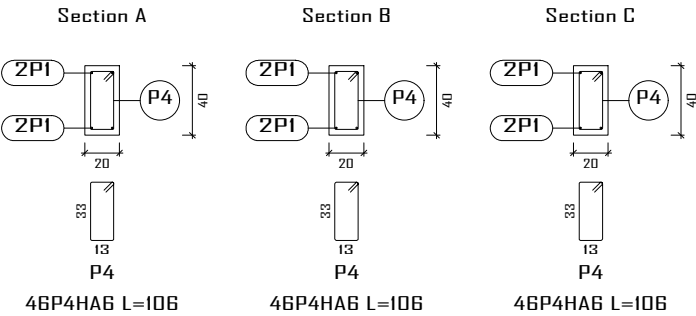 Section A
2P1
P4
40
2P1
20
33
13
P4
46P4HA6 L=106
Section B
2P1
P4
40
2P1
20
33
13
P4
46P4HA6 L=106
Section C
2P1
P4
40
2P1
20
33
13
P4
46P4HA6 L=106